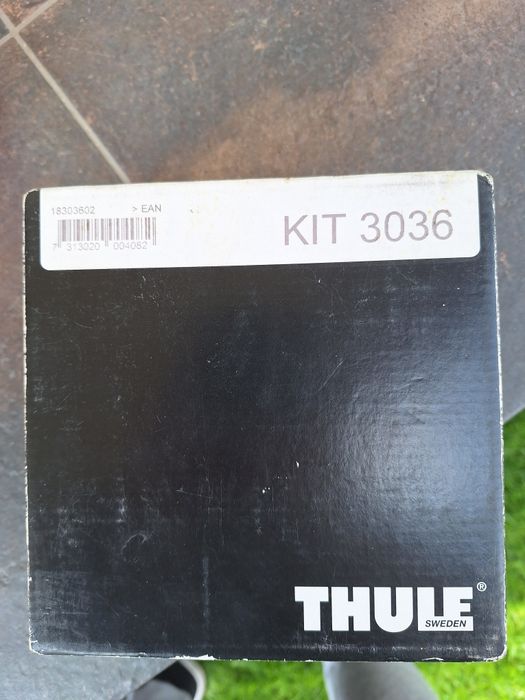 18303602 > EAN
7 313020 004082
KIT 3036
THULE®
SWEDEN